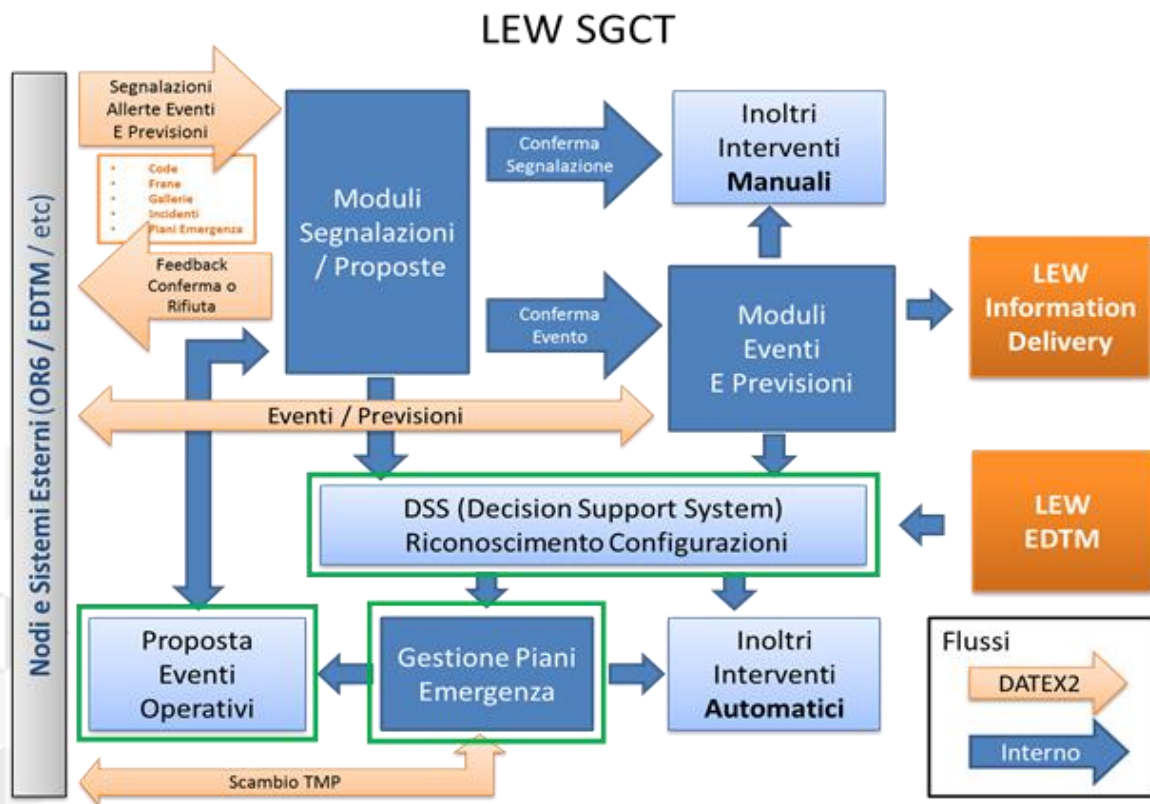 LEW SGCT
Nodi e Sistemi Esterni (OR6 / EDTM / etc)
Segnalazioni
Allerte Eventi
E Previsioni
• Code
• Frane
• Gallerie
• Incidenti
• Piani Emergenza
Feedback
Conferma o
Rifiuta
Moduli
Segnalazioni
/ Proposte
Conferma
Segnalazione
Inoltri
Interventi
Manuali
Conferma
Evento
Moduli
Eventi
E Previsioni
LEW
Information
Delivery
Eventi / Previsioni
DSS (Decision Support System)
Riconoscimento Configurazioni
LEW
EDTM
Proposta
Eventi
Operativi
Gestione Piani
Emergenza
Inoltri
Interventi
Automatici
Scambio TMP
Flussi
DATEX2
Interno